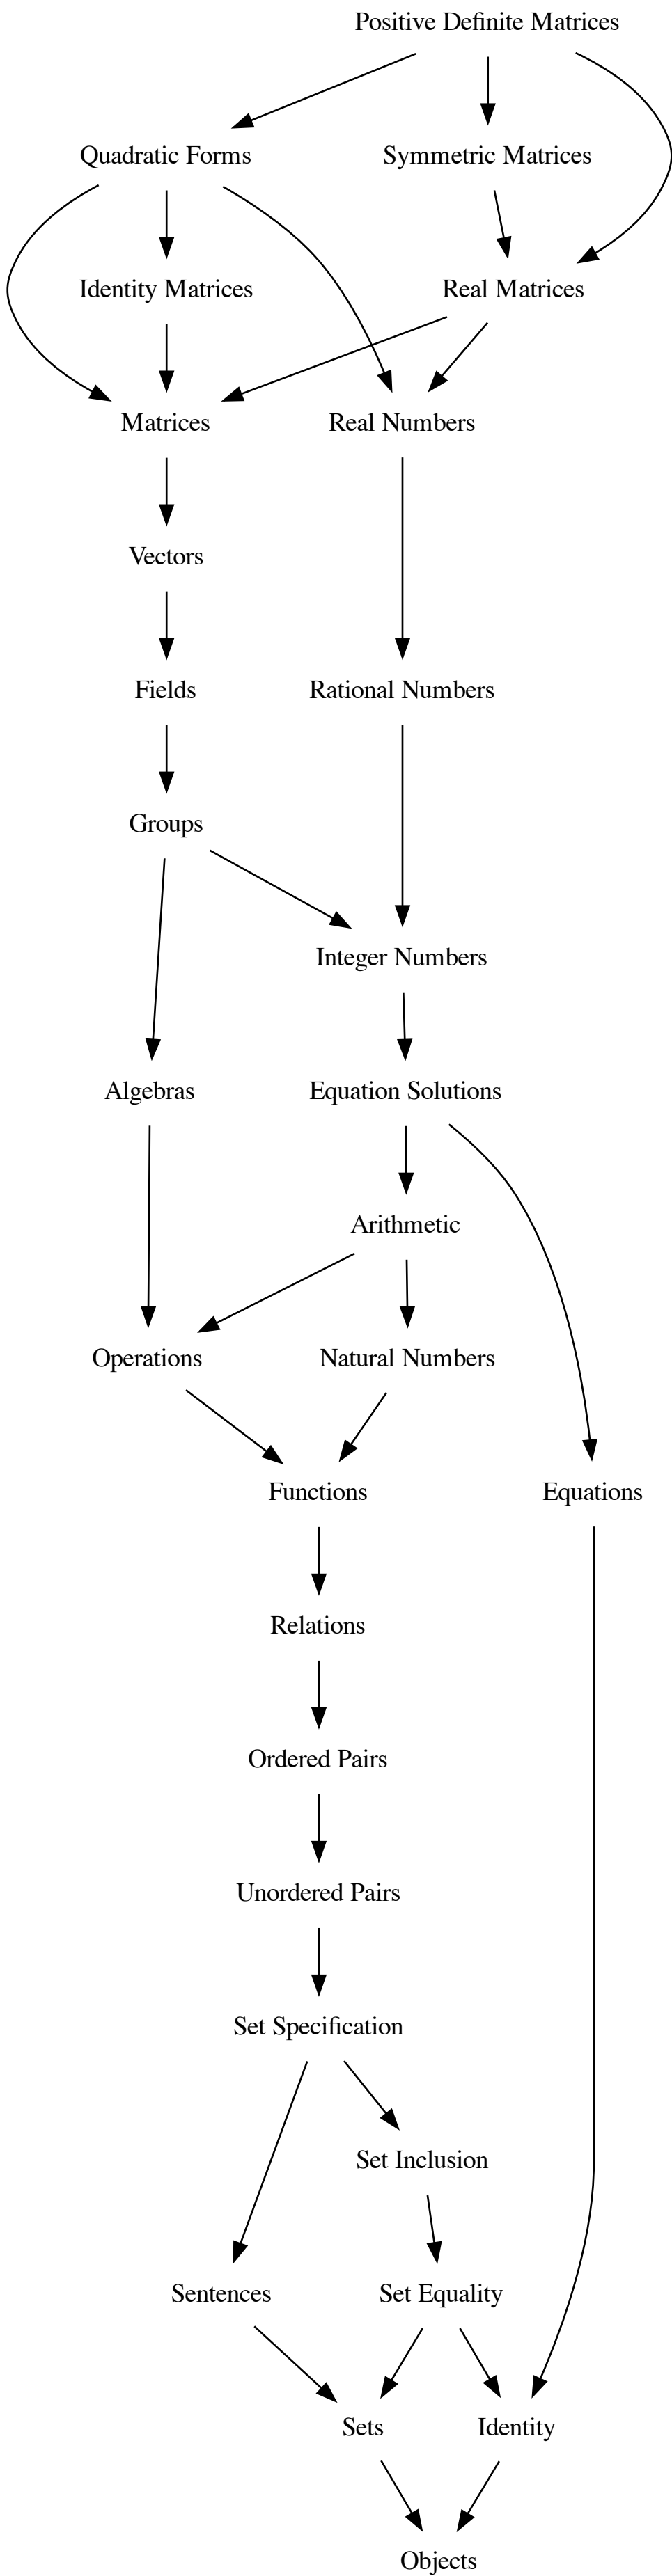 Positive Definite Matrices
Quadratic Forms
Symmetric Matrices
Identity Matrices
Real Matrices
Matrices
Real Numbers
Vectors
Fields
Rational Numbers
Groups
Integer Numbers
Algebras
Equation Solutions
Arithmetic
Operations
Natural Numbers
Functions
Equations
Relations
Ordered Pairs
Unordered Pairs
Set Specification
Set Inclusion
Sentences
Set Equality
Sets
Identity
Objects